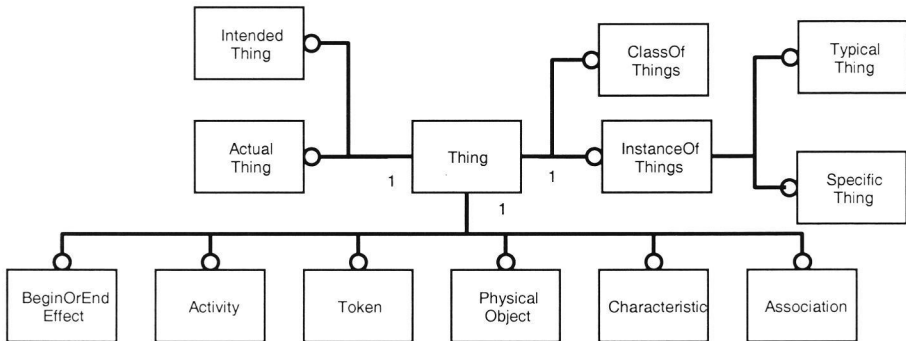 Intended
Thing
ClassOf
Things
Typical
Thing
Actual
Thing
Thing
InstanceOf
Things
Specific
Thing
1
1
1
BeginOrEnd
Effect
Activity
Token
Physical
Object
Characteristic
Association